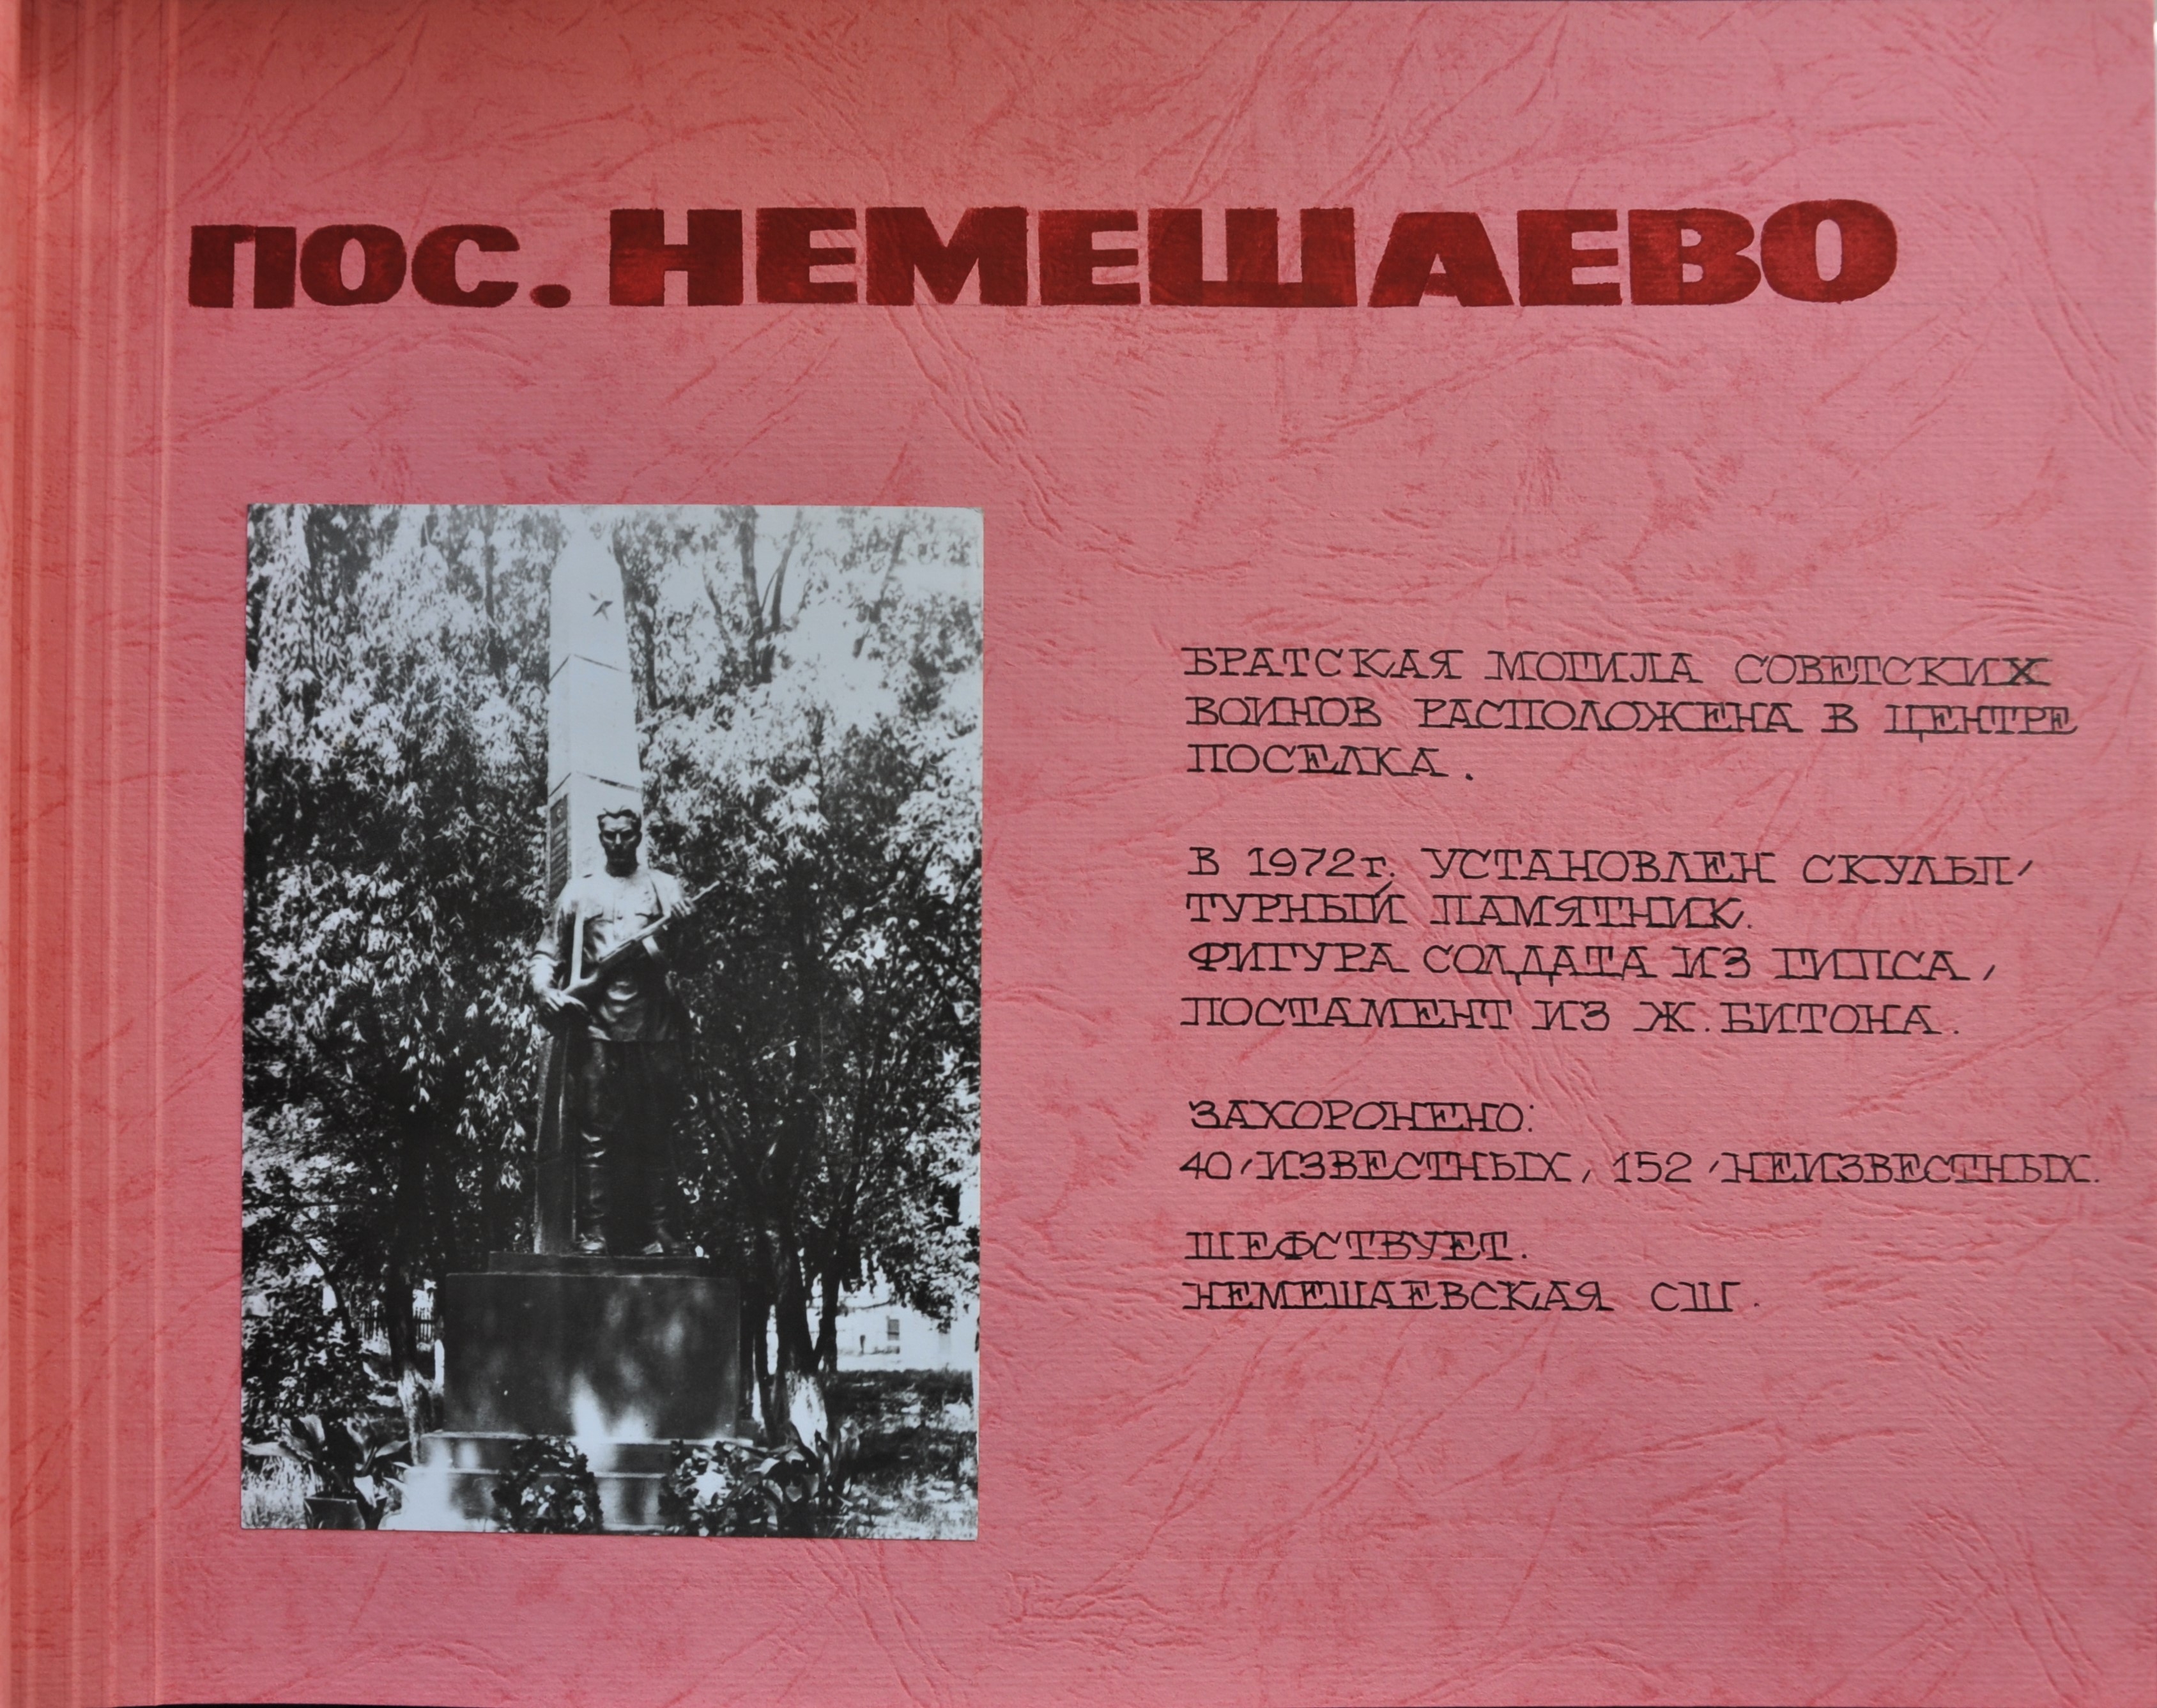 пос. НЕМЕШАЕВО
БРАТСКАЯ МОГИЛА СОВЕТСКИХ
ВОИНОВ РАСПОЛОЖЕНА В ЦЕНТРЕ
ПОСЕЛКА.
В 1972г. УСТАНОВЛЕН СКУЛЬП-
ТУРНЫЙ ПАМЯТНИК.
ФИГУРА СОЛДАТА ИЗ ГИПСА,
ПОСТАМЕНТ ИЗ Ж.БИТОНА.
ЗАХОРОНЕНО:
40-ИЗВЕСТНЫХ, 152-НЕИЗВЕСТНЫХ.
ШЕФСТВУЕТ.
НЕМЕШАЕВСКАЯ СШ.